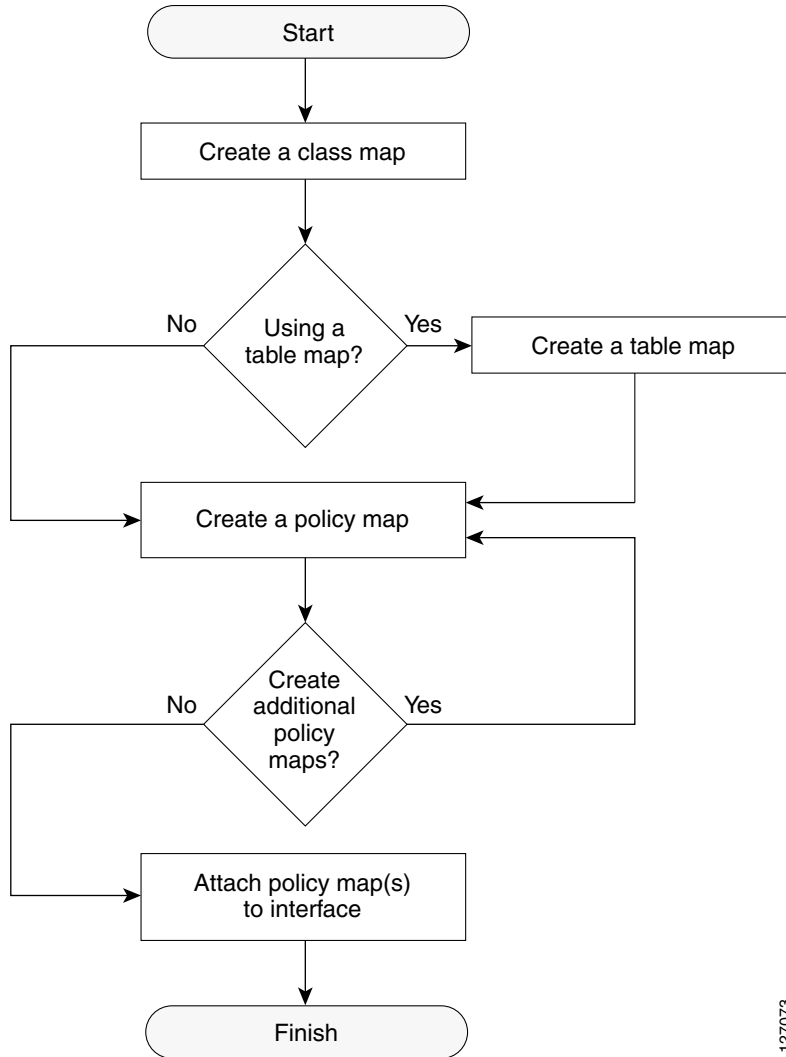 Start
Create a class map
No
Using a
table map?
Yes
Create a table map
Create a policy map
No
Create
additional
policy
maps?
Yes
Attach policy map(s)
to interface
Finish
127073